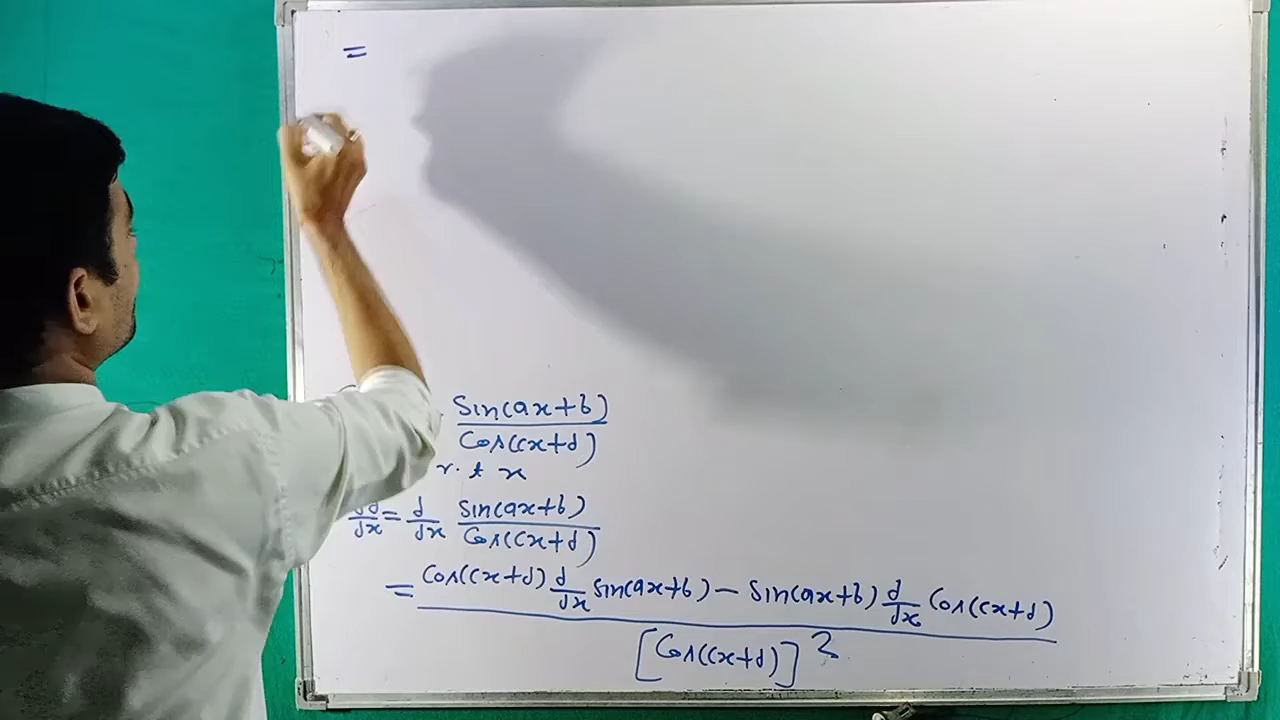 =
Sin(ax+b)
Cos(cx+d)
r. t x
dy/dx = d/dx Sin(ax+b)
Cos(cx+d)
= Cos(cx+d) d/dx Sin(ax+b) − Sin(ax+b) d/dx Cos(cx+d)
[Cos(cx+d)]²